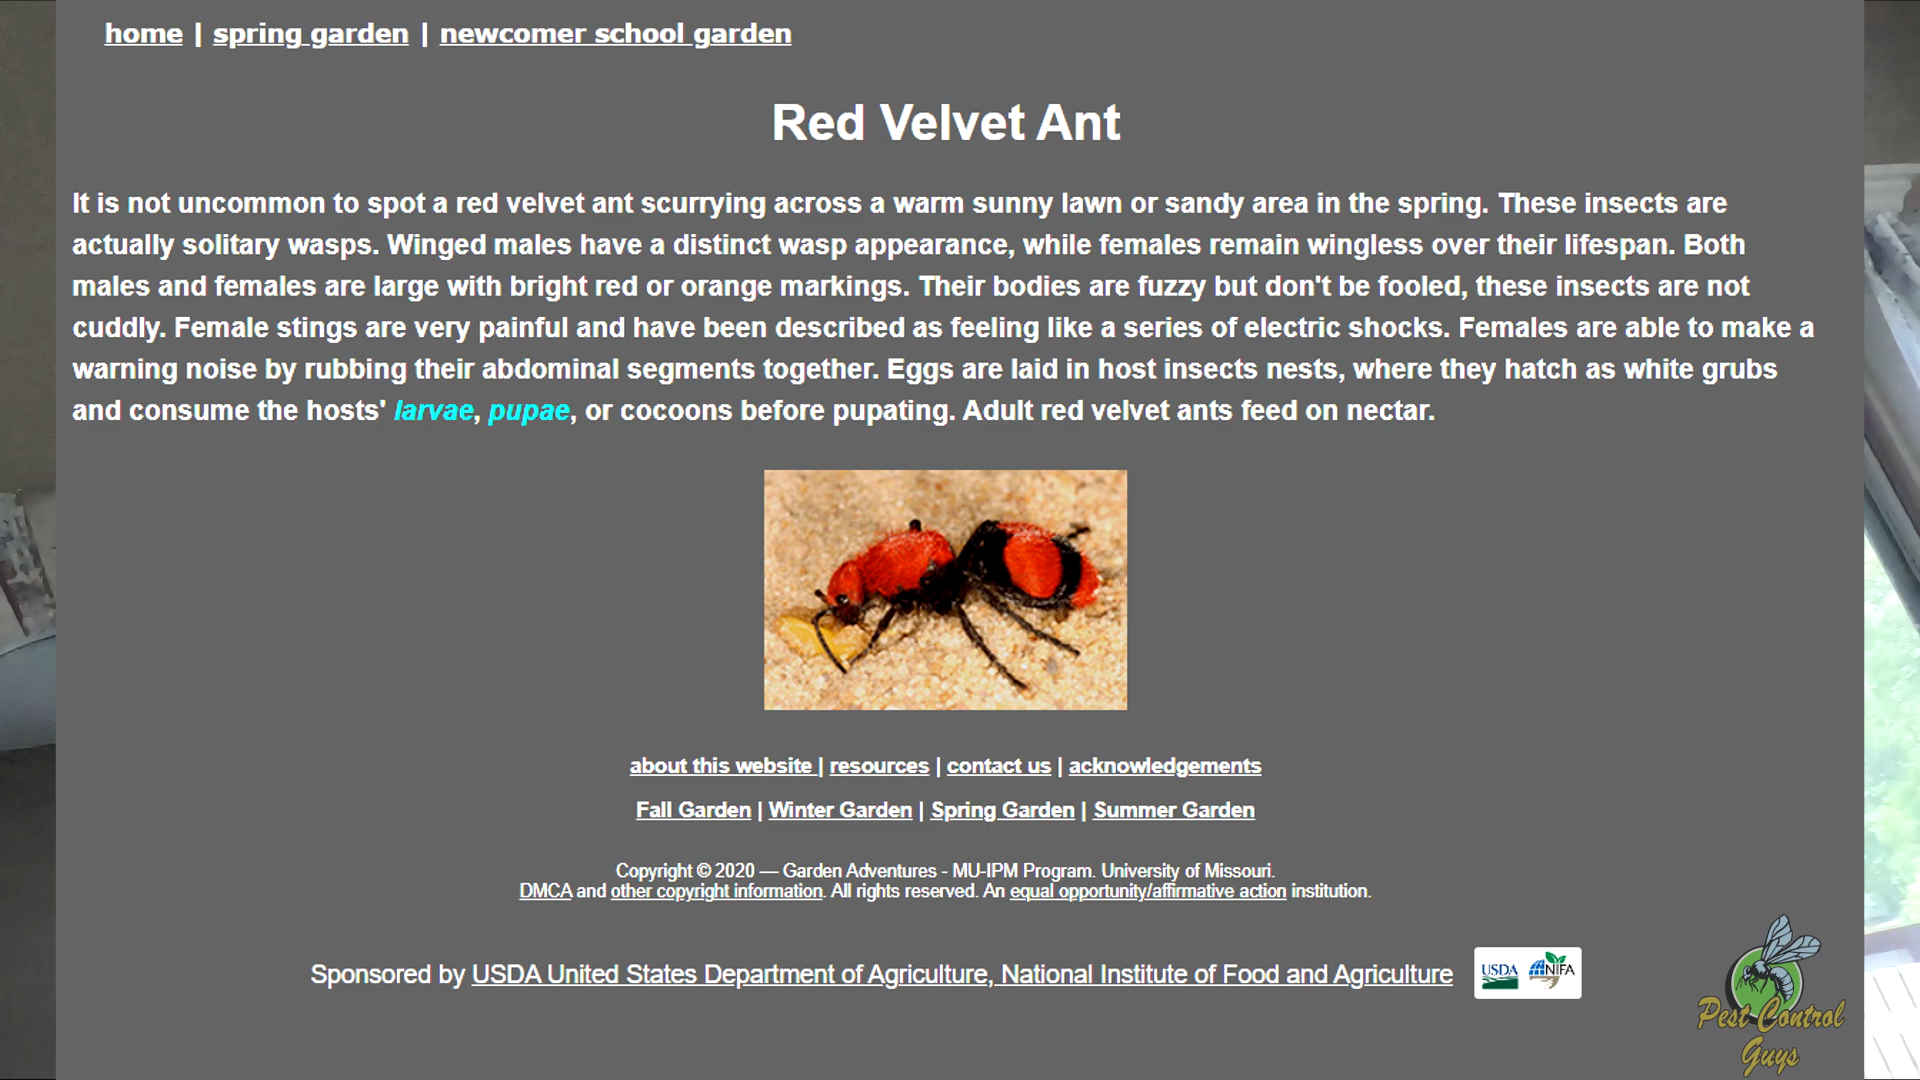 home | spring garden | newcomer school garden
Red Velvet Ant
It is not uncommon to spot a red velvet ant scurrying across a warm sunny lawn or sandy area in the spring. These insects are
actually solitary wasps. Winged males have a distinct wasp appearance, while females remain wingless over their lifespan. Both
males and females are large with bright red or orange markings. Their bodies are fuzzy but don't be fooled, these insects are not
cuddly. Female stings are very painful and have been described as feeling like a series of electric shocks. Females are able to make a
warning noise by rubbing their abdominal segments together. Eggs are laid in host insects nests, where they hatch as white grubs
and consume the hosts' larvae, pupae, or cocoons before pupating. Adult red velvet ants feed on nectar.
about this website | resources | contact us | acknowledgements
Fall Garden | Winter Garden | Spring Garden | Summer Garden
Copyright © 2020 — Garden Adventures - MU-IPM Program. University of Missouri.
DMCA and other copyright information. All rights reserved. An equal opportunity/affirmative action institution.
Sponsored by USDA United States Department of Agriculture, National Institute of Food and Agriculture
USDA NIFA
Pest Control
Guys